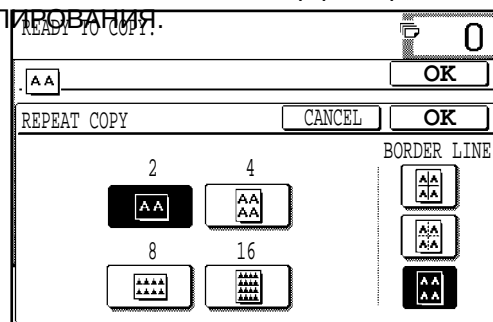 ПИРОВАНИЯ.
READY TO COPY.
0
AA
OK
REPEAT COPY
CANCEL
OK
BORDER LINE
2
4
AA
AA
AA
8
16